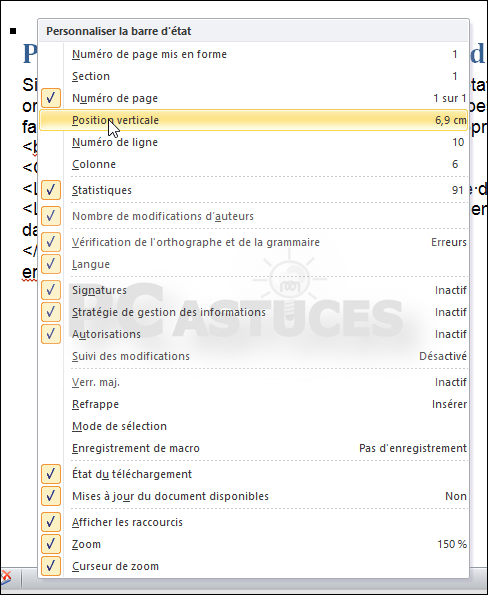 Personnaliser la barre d'état
Numéro de page mis en forme 1
Section 1
Numéro de page 1 sur 1
Position verticale 6,9 cm
Numéro de ligne 10
Colonne 6
Statistiques 91
Nombre de modifications d'auteurs
Vérification de l'orthographe et de la grammaire Erreurs
Langue
Signatures Inactif
Stratégie de gestion des informations Inactif
Autorisations Inactif
Suivi des modifications Désactivé
Verr. maj. Inactif
Refrappe Insérer
Mode de sélection
Enregistrement de macro Pas d'enregistrement
État du téléchargement
Mises à jour du document disponibles Non
Afficher les raccourcis
Zoom 150 %
Curseur de zoom
PC ASTUCES